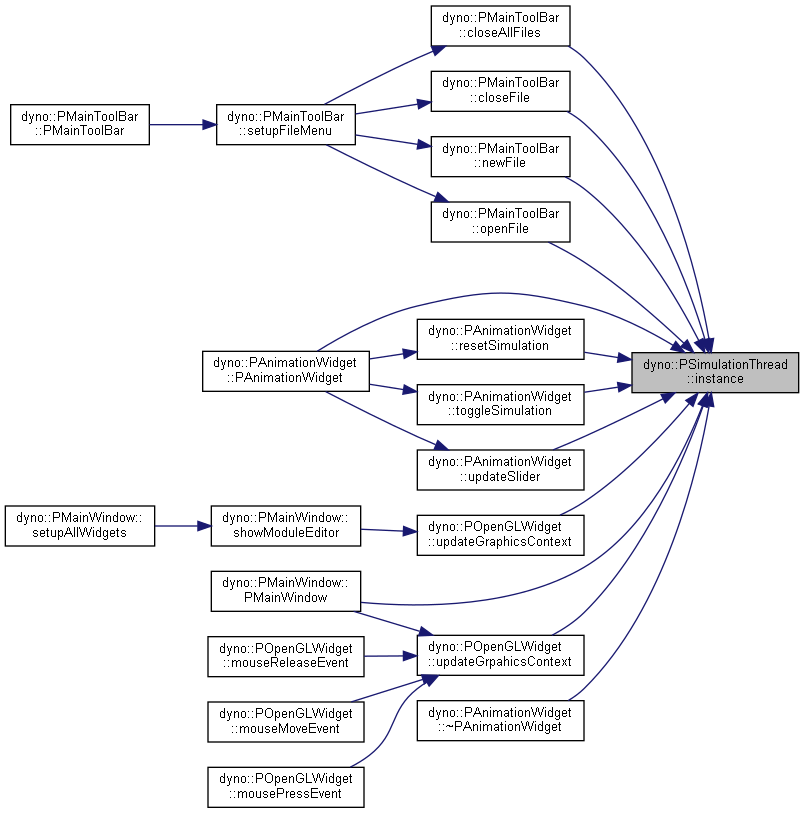 dyno::PMainToolBar
::closeAllFiles
dyno::PMainToolBar
::closeFile
dyno::PMainToolBar
::PMainToolBar
dyno::PMainToolBar
::setupFileMenu
dyno::PMainToolBar
::newFile
dyno::PMainToolBar
::openFile
dyno::PAnimationWidget
::resetSimulation
dyno::PAnimationWidget
::PAnimationWidget
dyno::PSimulationThread
::instance
dyno::PAnimationWidget
::toggleSimulation
dyno::PAnimationWidget
::updateSlider
dyno::PMainWindow::
setupAllWidgets
dyno::PMainWindow::
showModuleEditor
dyno::POpenGLWidget
::updateGraphicsContext
dyno::PMainWindow::
PMainWindow
dyno::POpenGLWidget
::mouseReleaseEvent
dyno::POpenGLWidget
::updateGrpahicsContext
dyno::POpenGLWidget
::mouseMoveEvent
dyno::PAnimationWidget
::~PAnimationWidget
dyno::POpenGLWidget
::mousePressEvent